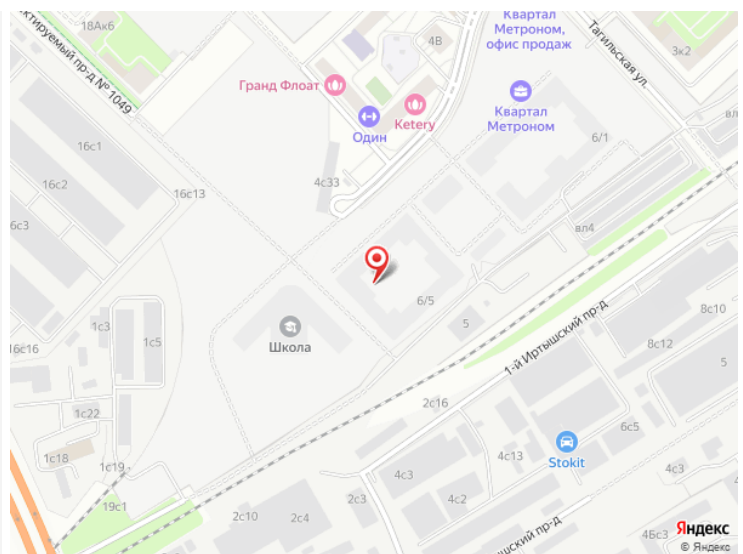 18Ак6
ектируемый пр-д № 1049
4В
Квартал
Метроном,
офис продаж
Тагильская ул.
3к2
Гранд Флоат
Один
Ketery
Квартал
Метроном
6/1
вл
16с1
16с2
16с13
6с3
4с33
вл4
6/5
5
Школа
1-й Иртышский пр-д
8с10
8с12
5
1с3
1с5
16с16
1с22
1с18
1с19
19с1
2с16
6с5
Stokit
4с13
4с3
4с2
2с3
2с10
2с4
4с3
ышский пр-д
4Бс3
Яндекс
© Яндекс